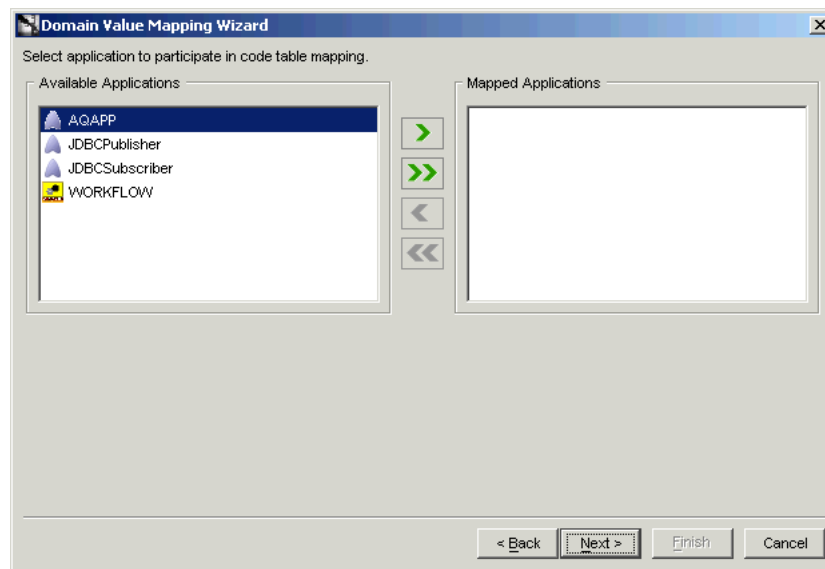 Domain Value Mapping Wizard
Select application to participate in code table mapping.
Available Applications
Mapped Applications
AQAPP
JDBCPublisher
JDBCSubscriber
WORKFLOW
< Back
Next >
Finish
Cancel